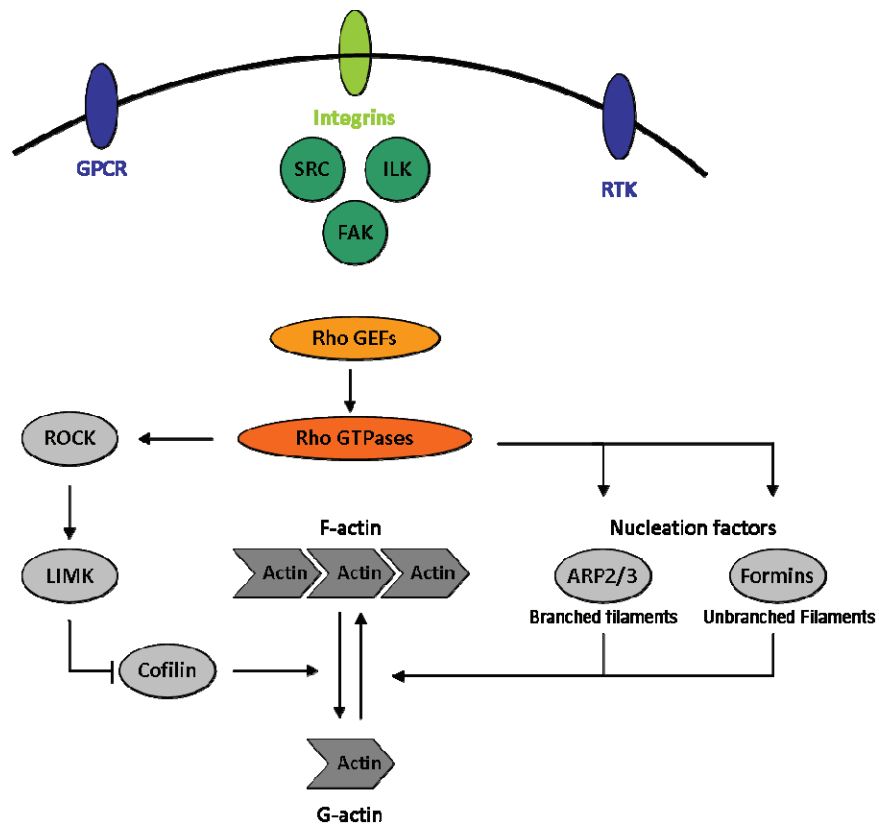 Integrins
GPCR
SRC
ILK
RTK
FAK
Rho GEFs
ROCK
Rho GTPases
F-actin
Nucleation factors
LIMK
Actin
Actin
Actin
ARP2/3
Formins
Branched filaments
Unbranched Filaments
Cofilin
Actin
G-actin